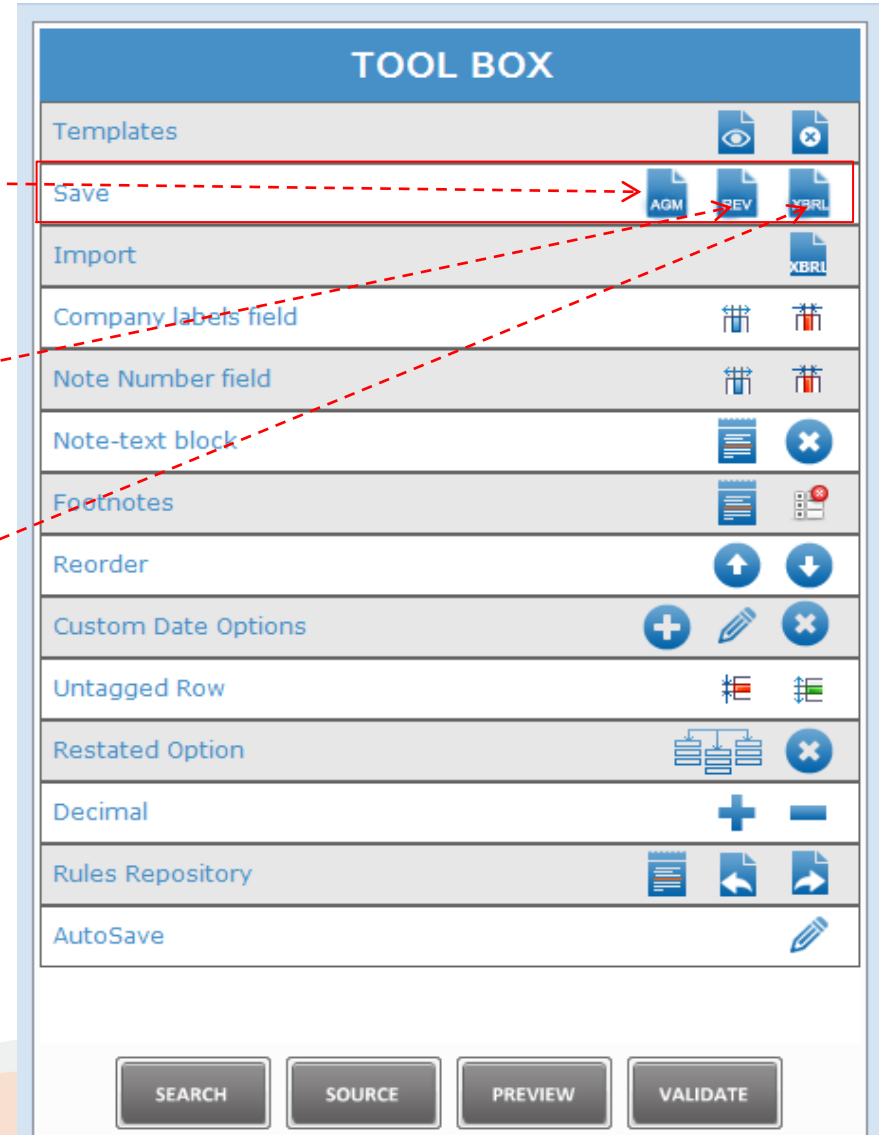 TOOL BOX
Templates
Save AGM REV XBRL
Import XBRL
Company labels field
Note Number field
Note-text block
Footnotes
Reorder
Custom Date Options
Untagged Row
Restated Option
Decimal
Rules Repository
AutoSave
SEARCH SOURCE PREVIEW VALIDATE